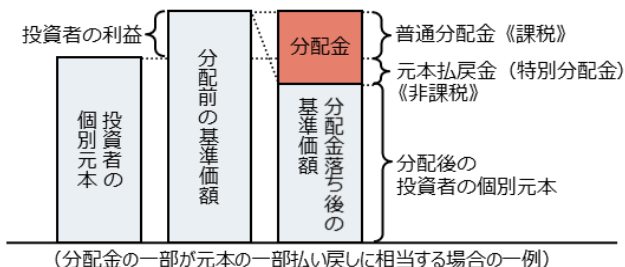 投資者の利益
投資者の
個別元本
分配前の基準価額
分配金
分配金落ち後の
基準価額
普通分配金《課税》
元本払戻金（特別分配金）
《非課税》
分配後の
投資者の個別元本
（分配金の一部が元本の一部払い戻しに相当する場合の一例）